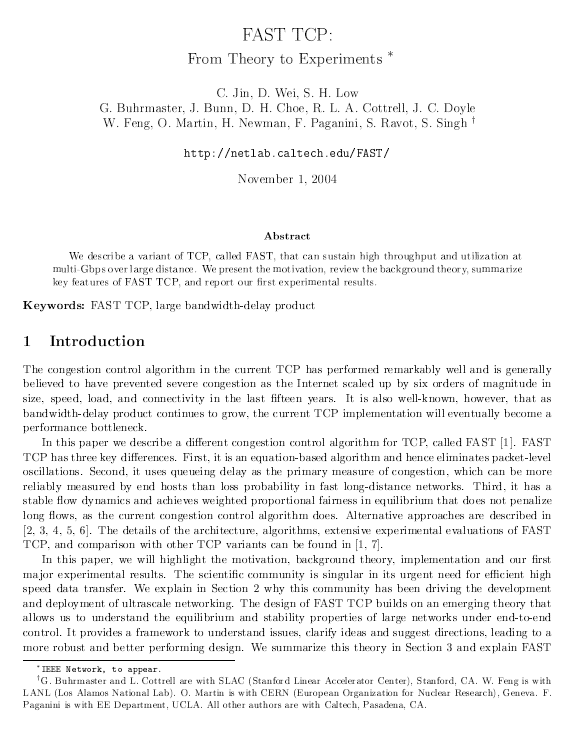 FAST TCP:
From Theory to Experiments *
C. Jin, D. Wei, S. H. Low
G. Buhrmaster, J. Bunn, D. H. Choe, R. L. A. Cottrell, J. C. Doyle
W. Feng, O. Martin, H. Newman, F. Paganini, S. Ravot, S. Singh †
http://netlab.caltech.edu/FAST/
November 1, 2004
Abstract
We describe a variant of TCP, called FAST, that can sustain high throughput and utilization at
multi-Gbps over large distance. We present the motivation, review the background theory, summarize
key features of FAST TCP, and report our first experimental results.
Keywords: FAST TCP, large bandwidth-delay product
1 Introduction
The congestion control algorithm in the current TCP has performed remarkably well and is generally
believed to have prevented severe congestion as the Internet scaled up by six orders of magnitude in
size, speed, load, and connectivity in the last fifteen years. It is also well-known, however, that as
bandwidth-delay product continues to grow, the current TCP implementation will eventually become a
performance bottleneck.
In this paper we describe a different congestion control algorithm for TCP, called FAST [1]. FAST
TCP has three key differences. First, it is an equation-based algorithm and hence eliminates packet-level
oscillations. Second, it uses queueing delay as the primary measure of congestion, which can be more
reliably measured by end hosts than loss probability in fast long-distance networks. Third, it has a
stable flow dynamics and achieves weighted proportional fairness in equilibrium that does not penalize
long flows, as the current congestion control algorithm does. Alternative approaches are described in
[2, 3, 4, 5, 6]. The details of the architecture, algorithms, extensive experimental evaluations of FAST
TCP, and comparison with other TCP variants can be found in [1, 7].
In this paper, we will highlight the motivation, background theory, implementation and our first
major experimental results. The scientific community is singular in its urgent need for efficient high
speed data transfer. We explain in Section 2 why this community has been driving the development
and deployment of ultrascale networking. The design of FAST TCP builds on an emerging theory that
allows us to understand the equilibrium and stability properties of large networks under end-to-end
control. It provides a framework to understand issues, clarify ideas and suggest directions, leading to a
more robust and better performing design. We summarize this theory in Section 3 and explain FAST
*IEEE Network, to appear.
†G. Buhrmaster and L. Cottrell are with SLAC (Stanford Linear Accelerator Center), Stanford, CA. W. Feng is with
LANL (Los Alamos National Lab). O. Martin is with CERN (European Organization for Nuclear Research), Geneva. F.
Paganini is with EE Department, UCLA. All other authors are with Caltech, Pasadena, CA.